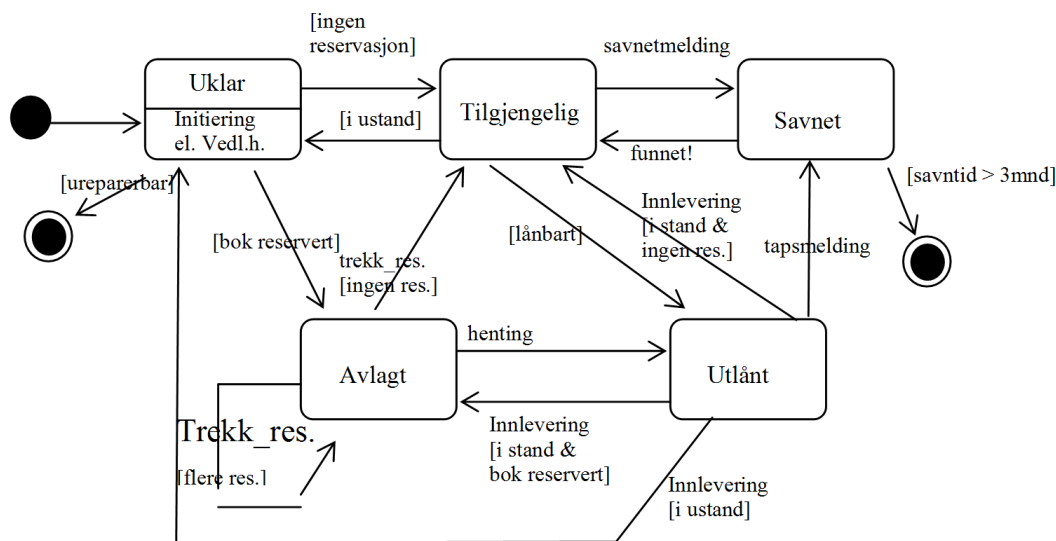 [ingen
reservasjon]
savnetmelding
Uklar
Initiering
el. Vedl.h.
[i ustand]
Tilgjengelig
Savnet
funnet!
[ureparerbar]
[savntid > 3mnd]
Innlevering
[i stand &
ingen res.]
[bok reservert]
[lånbart]
tapsmelding
trekk_res.
[ingen res.]
henting
Avlagt
Utlånt
Trekk_res.
[flere res.]
Innlevering
[i stand &
bok reservert]
Innlevering
[i ustand]